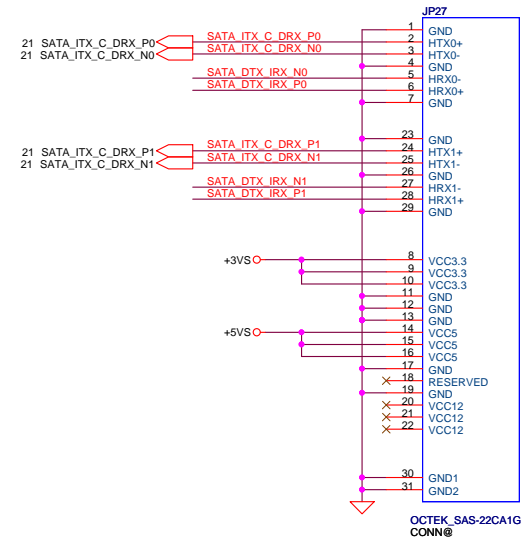 JP27
1 GND
21 SATA_ITX_C_DRX_P0 SATA_ITX_C_DRX_P0 2 HTX0+
21 SATA_ITX_C_DRX_N0 SATA_ITX_C_DRX_N0 3 HTX0-
4 GND
SATA_DTX_IRX_N0 5 HRX0-
SATA_DTX_IRX_P0 6 HRX0+
7 GND
23 GND
21 SATA_ITX_C_DRX_P1 SATA_ITX_C_DRX_P1 24 HTX1+
21 SATA_ITX_C_DRX_N1 SATA_ITX_C_DRX_N1 25 HTX1-
26 GND
SATA_DTX_IRX_N1 27 HRX1-
SATA_DTX_IRX_P1 28 HRX1+
29 GND
+3VS 8 VCC3.3
9 VCC3.3
10 VCC3.3
11 GND
12 GND
13 GND
+5VS 14 VCC5
15 VCC5
16 VCC5
17 GND
18 RESERVED
19 GND
20 VCC12
21 VCC12
22 VCC12
30 GND1
31 GND2
OCTEK_SAS-22CA1G
CONN@